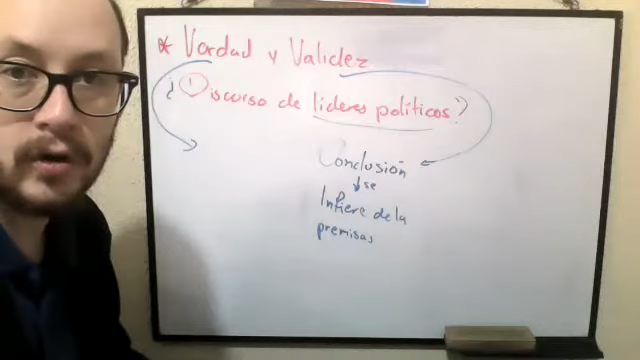 * Verdad y Validez
¿Discurso de líderes políticos?
Conclusión
↓ se
Infiere de la
premisas